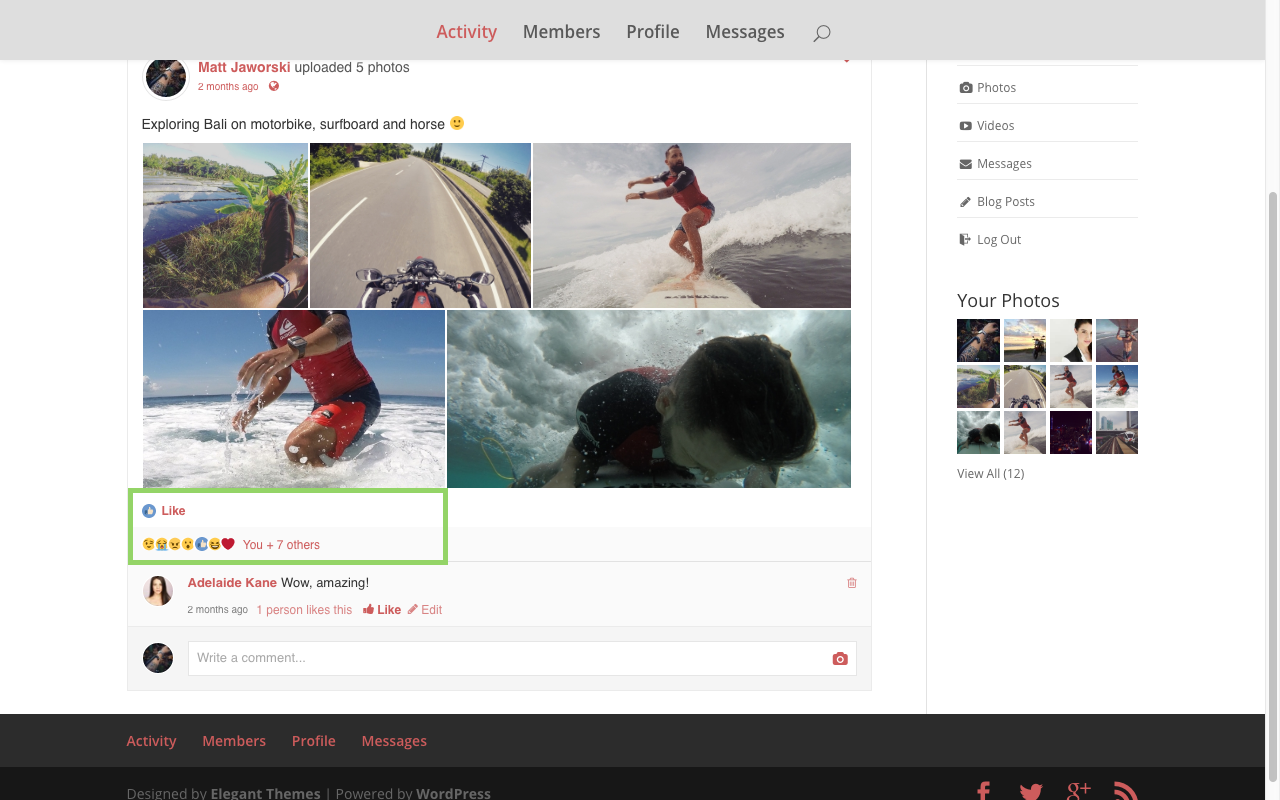 Activity Members Profile Messages
Matt Jaworski uploaded 5 photos
2 months ago
Exploring Bali on motorbike, surfboard and horse 🙂
Like
You + 7 others
Adelaide Kane Wow, amazing!
2 months ago 1 person likes this Like Edit
Write a comment...
Photos
Videos
Messages
Blog Posts
Log Out
Your Photos
View All (12)
Activity Members Profile Messages
Designed by Elegant Themes | Powered by WordPress